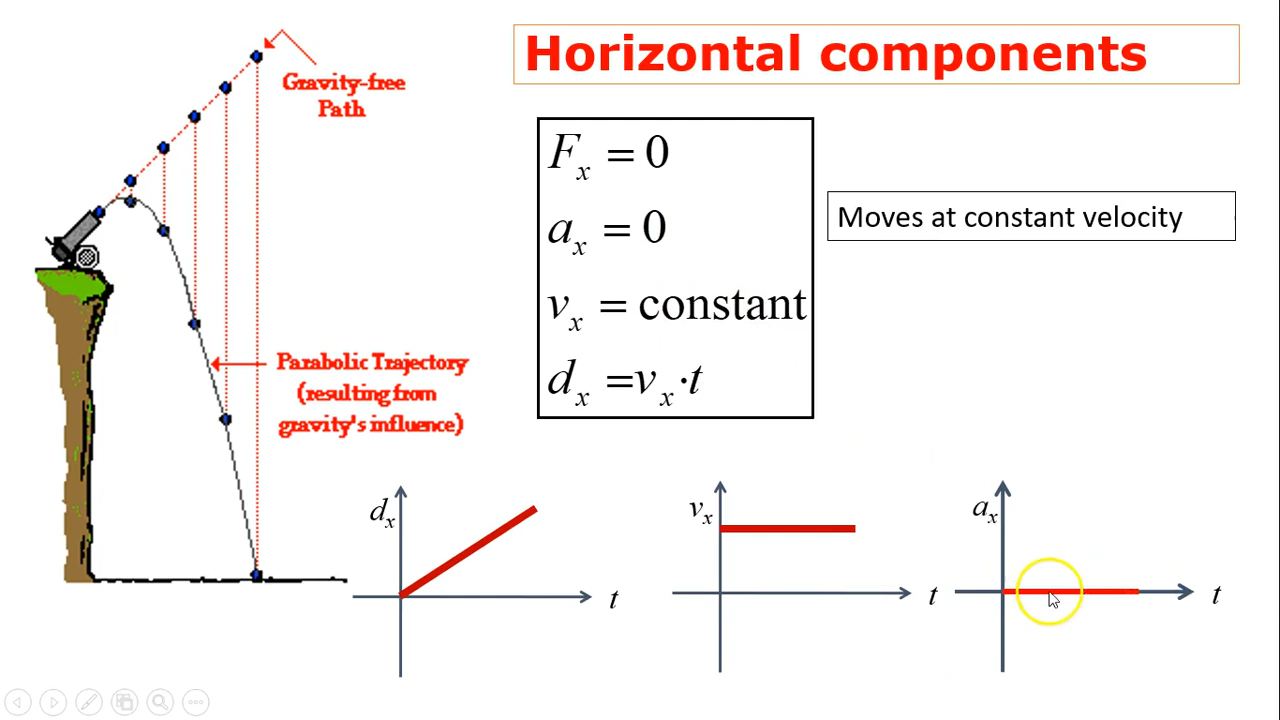 Horizontal components
Gravity-free
Path
F_x = 0
a_x = 0
v_x = constant
d_x =v_x·t
Moves at constant velocity
Parabolic Trajectory
(resulting from
gravity's influence)
d_x
t
v_x
t
a_x
t